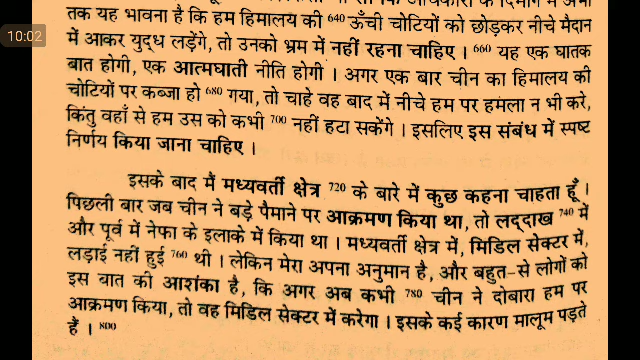 तक यह भावना है कि हम हिमालय की 640 ऊँची चोटियों को छोड़कर नीचे मैदान
10:02
में आकर युद्ध लड़ेंगे, तो उनको भ्रम में नहीं रहना चाहिए । 660 यह एक घातक
बात होगी, एक आत्मघाती नीति होगी । अगर एक बार चीन का हिमालय की
चोटियों पर कब्जा हो 680 गया, तो चाहे वह बाद में नीचे हम पर हमला न भी करे,
किंतु वहाँ से हम उस को कभी 700 नहीं हटा सकेंगे । इसलिए इस संबंध में स्पष्ट
निर्णय किया जाना चाहिए ।
इसके बाद मैं मध्यवर्ती क्षेत्र 720 के बारे में कुछ कहना चाहता हूँ ।
पिछली बार जब चीन ने बड़े पैमाने पर आक्रमण किया था, तो लद्दाख 740 में
और पूर्व में नेफा के इलाके में किया था । मध्यवर्ती क्षेत्र में, मिडिल सेक्टर में,
लड़ाई नहीं हुई 760 थी । लेकिन मेरा अपना अनुमान है, और बहुत-से लोगों को
इस बात की आशंका है, कि अगर अब कभी 780 चीन ने दोबारा हम पर
आक्रमण किया, तो वह मिडिल सेक्टर में करेगा । इसके कई कारण मालूम पड़ते
हैं । 800